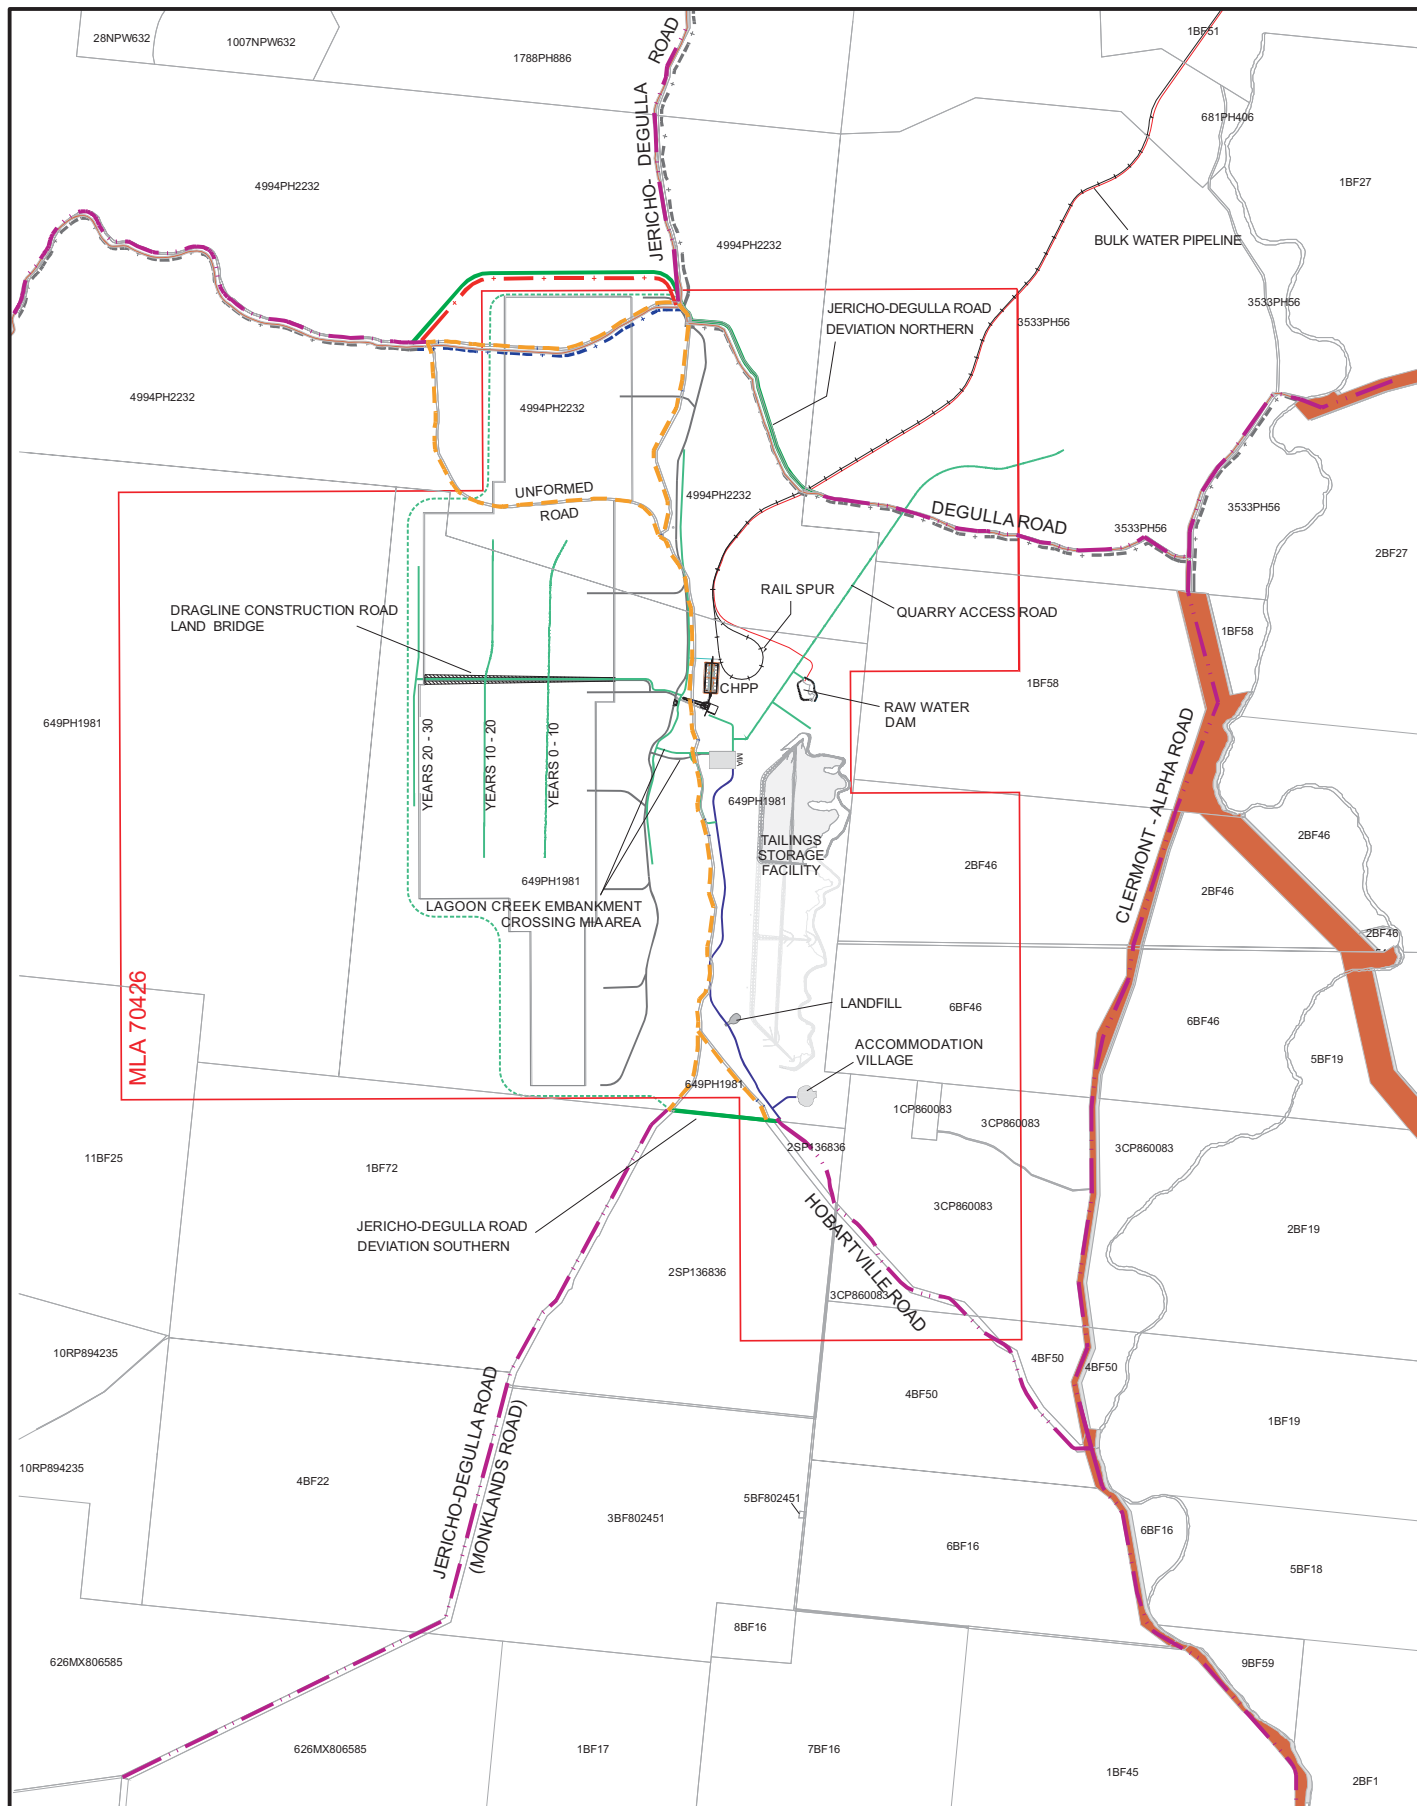 28NPW632
1007NPW632
1788PH886
JERICHO- DEGULLA ROAD
1BF51
681PH406
4994PH2232
1BF27
4994PH2232
BULK WATER PIPELINE
JERICHO-DEGULLA ROAD
DEVIATION NORTHERN
3533PH56
3533PH56
4994PH2232
4994PH2232
UNFORMED
ROAD
4994PH2232
DEGULLA ROAD
3533PH56
3533PH56
2BF27
DRAGLINE CONSTRUCTION ROAD
LAND BRIDGE
RAIL SPUR
QUARRY ACCESS ROAD
1BF58
CHPP
1BF58
649PH1981
RAW WATER
DAM
YEARS 20 - 30
YEARS 10 - 20
YEARS 0 - 10
MIA
649PH1981
TAILINGS
STORAGE
FACILITY
CLERMONT - ALPHA ROAD
2BF46
2BF46
2BF46
649PH1981
LAGOON CREEK EMBANKMENT
CROSSING MIA AREA
2BF46
MLA 70426
LANDFILL
6BF46
6BF46
ACCOMMODATION
VILLAGE
5BF19
649PH1981
1CP860083
3CP860083
3CP860083
2SP136836
11BF25
1BF72
3CP860083
JERICHO-DEGULLA ROAD
DEVIATION SOUTHERN
HOBARTVILLE ROAD
2BF19
2SP136836
3CP860083
10RP894235
4BF50
4BF50
4BF50
1BF19
JERICHO-DEGULLA ROAD
(MONKLANDS ROAD)
10RP894235
4BF22
5BF802451
3BF802451
6BF16
6BF16
5BF18
8BF16
626MX806585
9BF59
626MX806585
1BF17
7BF16
1BF45
2BF1